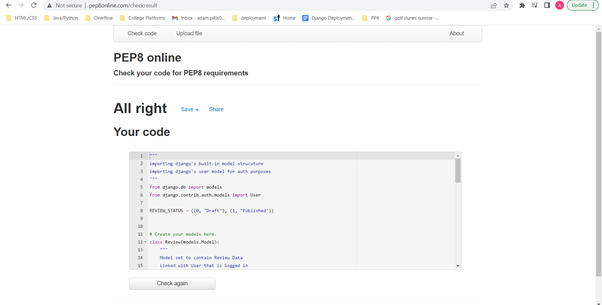 Not secure | pep8online.com/checkresult
Update
HTML/CSS Java/Python Overflow College Platforms deployment Home Django Deploymen... PP4 golf dunes sunrise -...
Check code Upload file About
PEP8 online
Check your code for PEP8 requirements
All right Save Share
Your code
1 """
2 importing django's built-in model strucuture
3 importing django's user model for auth purposes
4 """
5 from django.db import models
6 from django.contrib.auth.models import User
7
8 REVIEW_STATUS = ((0, "Draft"), (1, "Published"))
9
10
11 # Create your models here.
12 class Review(models.Model):
13 """
14 Model set to contain Review Data
15 Linked with User that is logged in
Check again